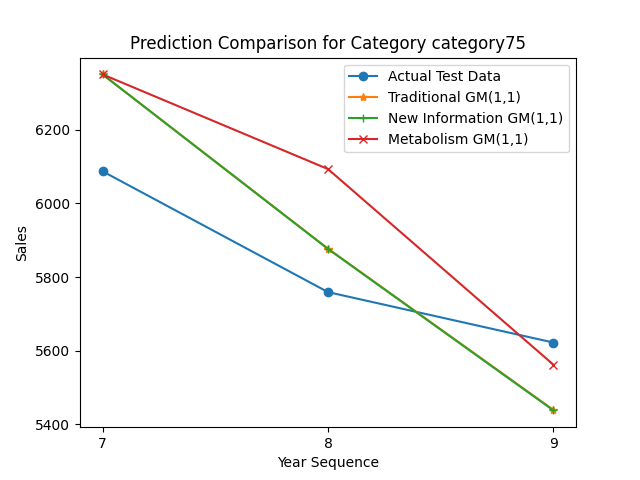 Prediction Comparison for Category category75
Actual Test Data
Traditional GM(1,1)
New Information GM(1,1)
Metabolism GM(1,1)
Sales
6200
6000
5800
5600
5400
7 8 9
Year Sequence